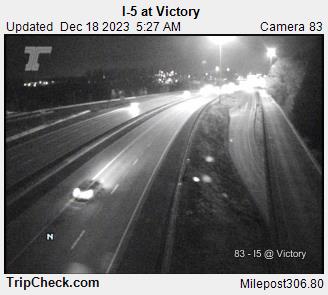 I-5 at Victory
Updated Dec 18 2023 5:27 AM Camera 83
N
83 - I5 @ Victory
TripCheck.com Milepost306.80